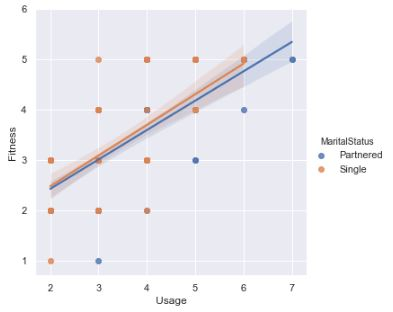 6
5
4
3
2
1
Fitness
2 3 4 5 6 7
Usage
MaritalStatus
Partnered
Single